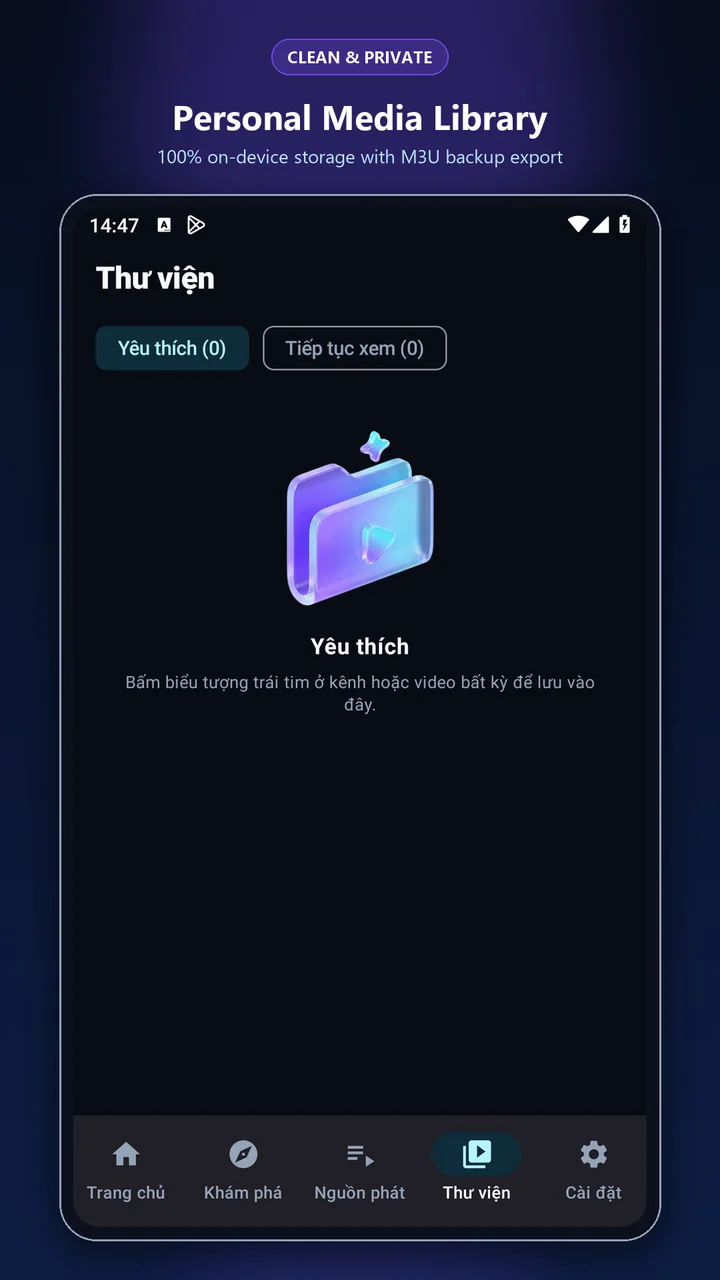 CLEAN & PRIVATE
Personal Media Library
100% on-device storage with M3U backup export
14:47
A
Thư viện
Yêu thích (0)
Tiếp tục xem (0)
Yêu thích
Bấm biểu tượng trái tim ở kênh hoặc video bất kỳ để lưu vào
đây.
Trang chủ
Khám phá
Nguồn phát
Thư viện
Cài đặt